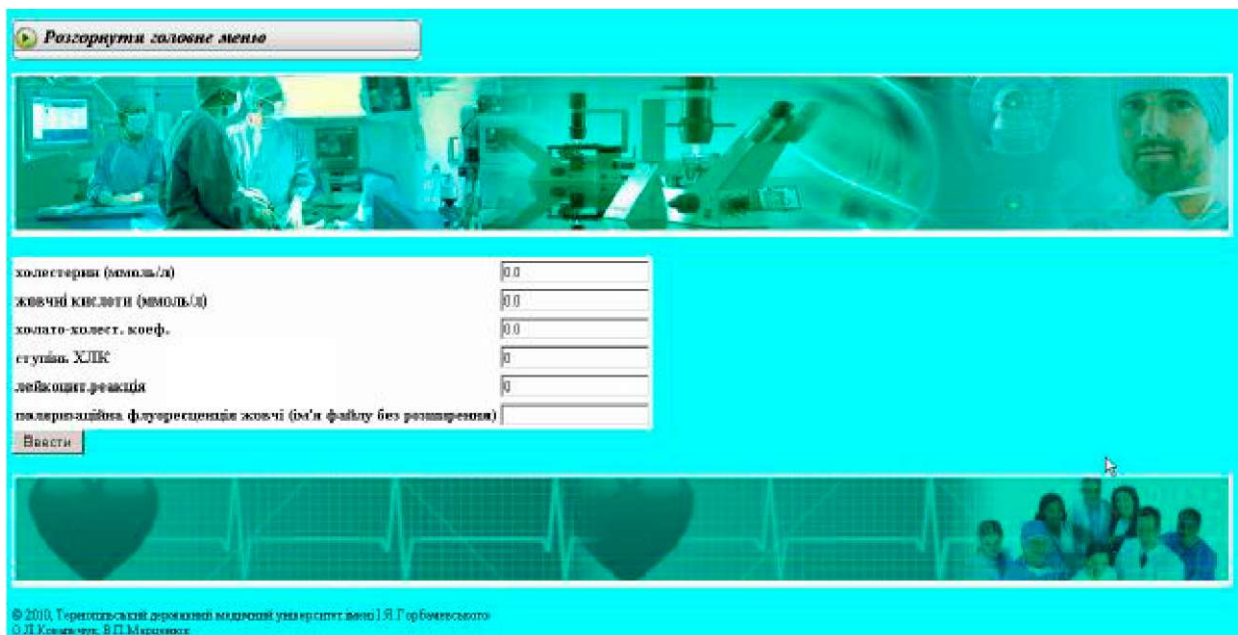 Розгорнути головне меню
холестерин (ммоль/л)
0.0
жовчні кислоти (ммоль/л)
0.0
холато-холест. коеф.
0.0
ступінь ХЛК
0
лейкоцит.реакція
0
поляризаційна флуоресценція жовчі (ім'я файлу без розширення)
Ввести
© 2010, Тернопільський державний медичний університет імені І.Я.Горбачевського
О.Л.Ковальчук, В.П.Марценюк